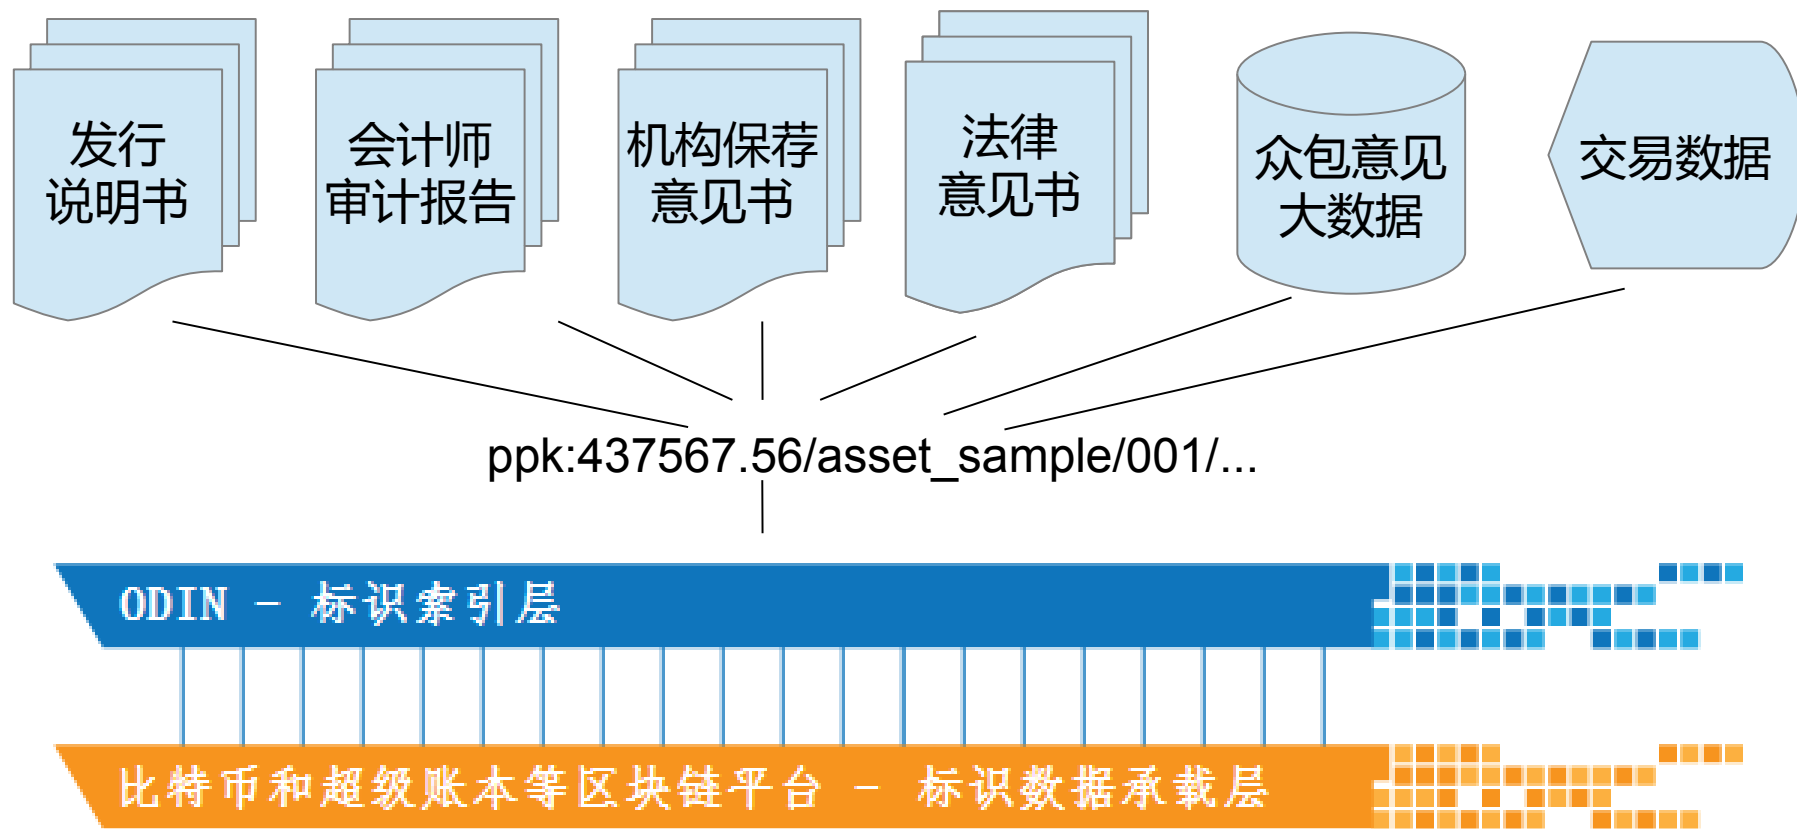 发行
说明书
会计师
审计报告
机构保荐
意见书
法律
意见书
众包意见
大数据
交易数据
ppk:437567.56/asset_sample/001/...
ODIN - 标识索引层
比特币和超级账本等区块链平台 - 标识数据承载层